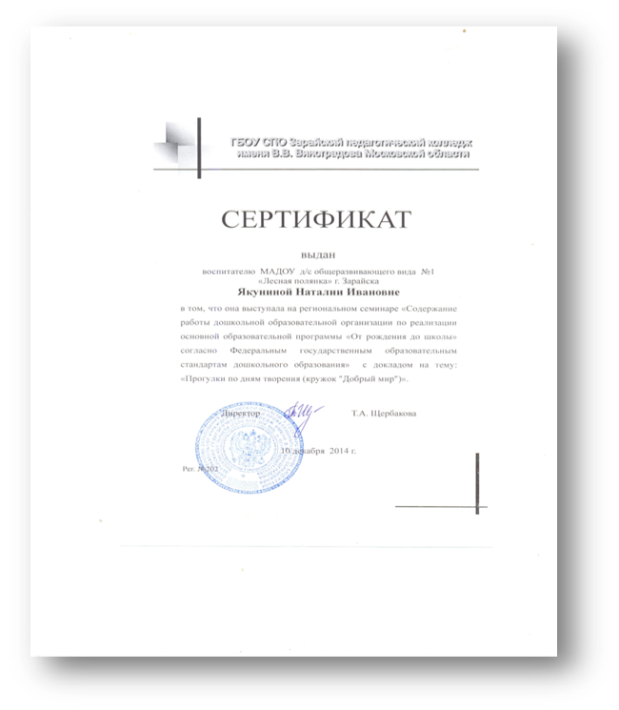 ГБОУ СПО Зарайский педагогический колледж
имени В.В. Виноградова Московской области
СЕРТИФИКАТ
выдан
воспитателю МАДОУ д/с общеразвивающего вида №1
«Лесная полянка» г. Зарайска
Якуниной Наталии Ивановне
в том, что она выступала на региональном семинаре «Содержание
работы дошкольной образовательной организации по реализации
основной образовательной программы «От рождения до школы»
согласно Федеральным государственным образовательным
стандартам дошкольного образования» с докладом на тему:
«Прогулки по дням творения (кружок "Добрый мир")».
Директор Т.А. Щербакова
10 декабря 2014 г.
Рег. №202